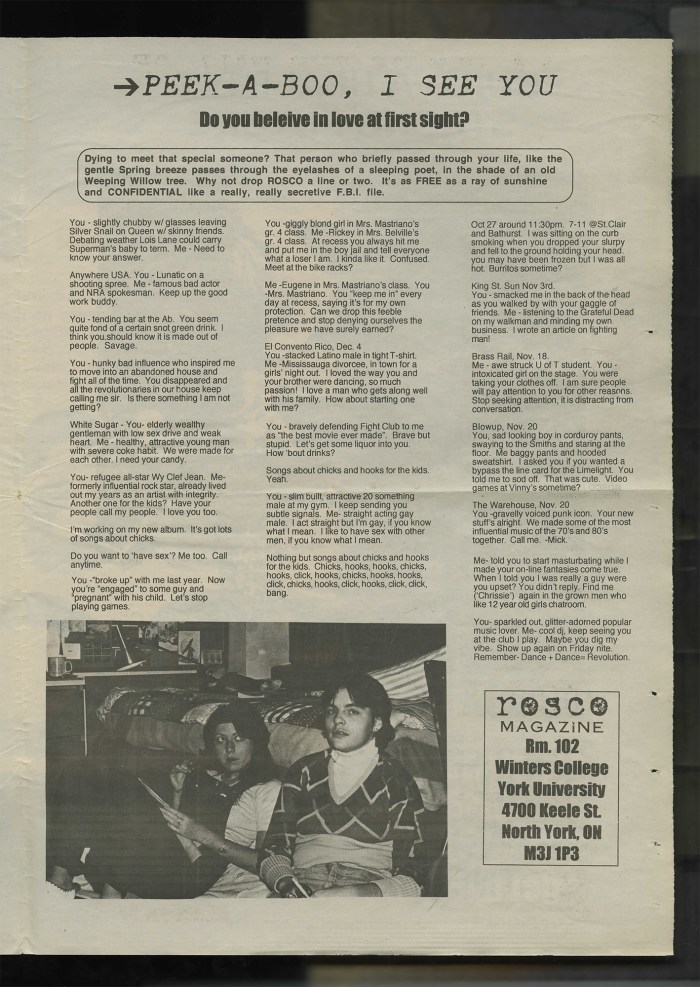 →PEEK-A-BOO, I SEE YOU
Do you beleive in love at first sight?
Dying to meet that special someone? That person who briefly passed through your life, like the
gentle Spring breeze passes through the eyelashes of a sleeping poet, in the shade of an old
Weeping Willow tree. Why not drop ROSCO a line or two. It's as FREE as a ray of sunshine
and CONFIDENTIAL like a really, really secretive F.B.I. file.
You - slightly chubby w/ glasses leaving
Silver Snail on Queen w/ skinny friends.
Debating weather Lois Lane could carry
Superman's baby to term. Me - Need to
know your answer.
Anywhere USA. You - Lunatic on a
shooting spree. Me - famous bad actor
and NRA spokesman. Keep up the good
work buddy.
You - tending bar at the Ab. You seem
quite fond of a certain snot green drink. I
think you should know it is made out of
people. Savage.
You - hunky bad influence who inspired me
to move into an abandoned house and
fight all of the time. You disappeared and
all the revolutionaries in our house keep
calling me sir. Is there something I am not
getting?
White Sugar - You- elderly wealthy
gentleman with low sex drive and weak
heart. Me - healthy, attractive young man
with severe coke habit. We were made for
each other. I need your candy.
You- refugee all-star Wy Clef Jean. Me-
formerly influential rock star, already lived
out my years as an artist with integrity.
Another one for the kids? Have your
people call my people. I love you too.
I'm working on my new album. It's got lots
of songs about chicks.
Do you want to 'have sex'? Me too. Call
anytime.
You -"broke up" with me last year. Now
you're "engaged" to some guy and
"pregnant" with his child. Let's stop
playing games.
You -giggly blond girl in Mrs. Mastriano's
gr. 4 class. Me -Rickey in Mrs. Belville's
gr. 4 class. At recess you always hit me
and put me in the boy jail and tell everyone
what a loser I am. I kinda like it. Confused.
Meet at the bike racks?
Me -Eugene in Mrs. Mastriano's class. You
-Mrs. Mastriano. You "keep me in" every
day at recess, saying it's for my own
protection. Can we drop this feeble
pretence and stop denying ourselves the
pleasure we have surely earned?
El Convento Rico, Dec. 4
You -stacked Latino male in tight T-shirt.
Me -Mississauga divorcee, in town for a
girls' night out. I loved the way you and
your brother were dancing, so much
passion! I love a man who gets along well
with his family. How about starting one
with me?
You - bravely defending Fight Club to me
as "the best movie ever made". Brave but
stupid. Let's get some liquor into you.
How 'bout drinks?
Songs about chicks and hooks for the kids.
Yeah.
You - slim built, attractive 20 something
male at my gym. I keep sending you
subtle signals. Me- straight acting gay
male. I act straight but I'm gay, if you know
what I mean. I like to have sex with other
men, if you know what I mean.
Nothing but songs about chicks and hooks
for the kids. Chicks, hooks, hooks, chicks,
hooks, click, hooks, chicks, hooks, hooks,
click, chicks, hooks, click, hooks, click, click,
bang.
Oct 27 around 11:30pm. 7-11 @St.Clair
and Bathurst. I was sitting on the curb
smoking when you dropped your slurpy
and fell to the ground holding your head.
you may have been frozen but I was all
hot. Burritos sometime?
King St. Sun Nov 3rd.
You - smacked me in the back of the head
as you walked by with your gaggle of
friends. Me - listening to the Grateful Dead
on my walkman and minding my own
business. I wrote an article on fighting
man!
Brass Rail, Nov. 18.
Me - awe struck U of T student. You -
intoxicated girl on the stage. You were
taking your clothes off. I am sure people
will pay attention to you for other reasons.
Stop seeking attention, it is distracting from
conversation.
Blowup, Nov. 20
You, sad looking boy in corduroy pants,
swaying to the Smiths and staring at the
floor. Me baggy pants and hooded
sweatshirt. I asked you if you wanted a
bypass the line card for the Limelight. You
told me to sod off. That was cute. Video
games at Vinny's sometime?
The Warehouse, Nov. 20
You -gravelly voiced punk icon. Your new
stuff's alright. We made some of the most
influential music of the 70's and 80's
together. Call me. -Mick.
Me- told you to start masturbating while I
made your on-line fantasies come true.
When I told you I was really a guy were
you upset? You didn't reply. Find me
('Chrissie') again in the grown men who
like 12 year old girls chatroom.
You- sparkled out, glitter-adorned popular
music lover. Me- cool dj, keep seeing you
at the club I play. Maybe you dig my
vibe. Show up again on Friday nite.
Remember- Dance + Dance= Revolution.
rosco
MAGAZiNE
Rm. 102
Winters College
York University
4700 Keele St.
North York, ON
M3J 1P3